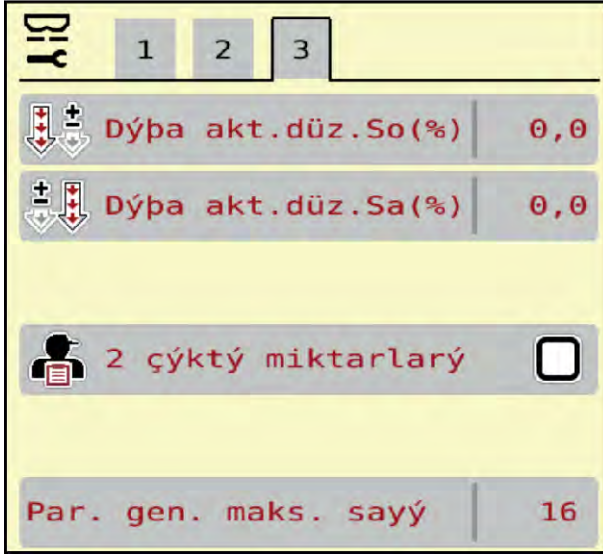 1 2 3
Dýþa akt.düz.So(%) 0,0
Dýþa akt.düz.Sa(%) 0,0
2 çýktý miktarlarý
Par. gen. maks. sayý 16